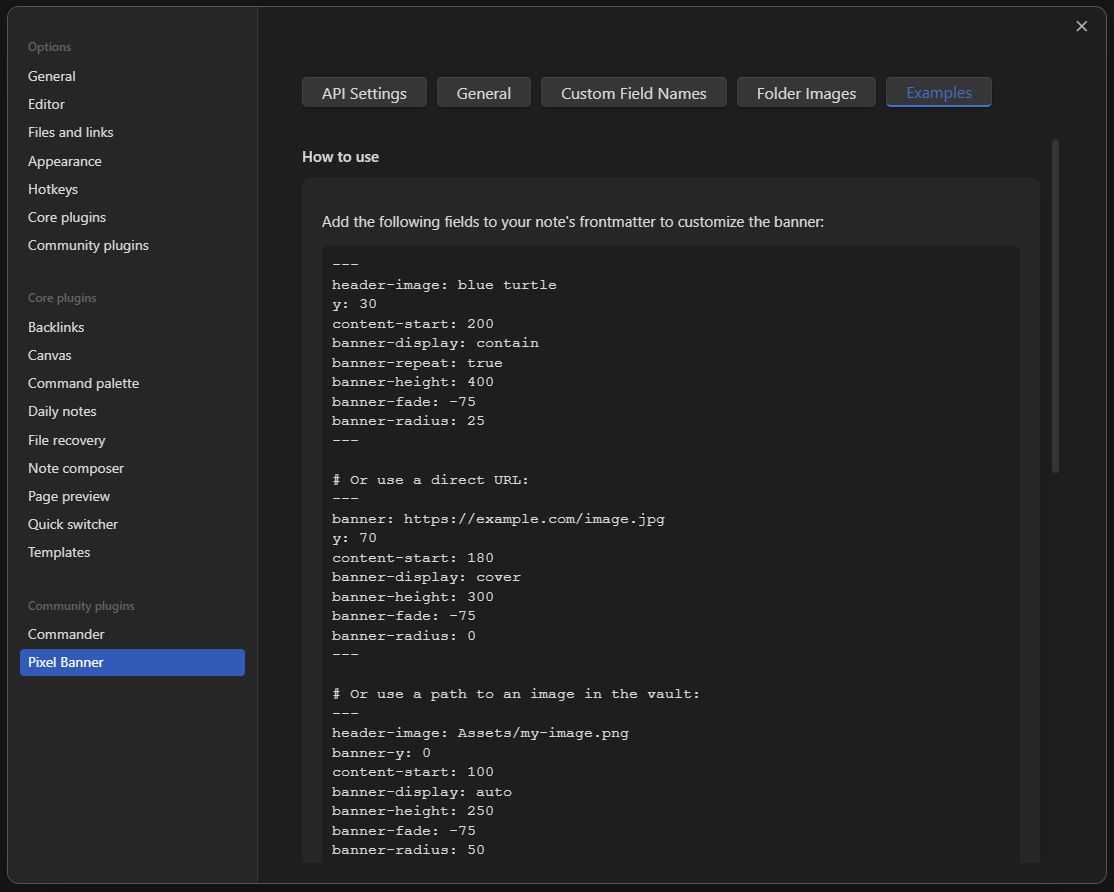 Options
General
Editor
Files and links
Appearance
Hotkeys
Core plugins
Community plugins
Core plugins
Backlinks
Canvas
Command palette
Daily notes
File recovery
Note composer
Page preview
Quick switcher
Templates
Community plugins
Commander
Pixel Banner
API Settings General Custom Field Names Folder Images Examples
How to use
Add the following fields to your note's frontmatter to customize the banner:
---
header-image: blue turtle
y: 30
content-start: 200
banner-display: contain
banner-repeat: true
banner-height: 400
banner-fade: -75
banner-radius: 25
---
# Or use a direct URL:
---
banner: https://example.com/image.jpg
y: 70
content-start: 180
banner-display: cover
banner-height: 300
banner-fade: -75
banner-radius: 0
---
# Or use a path to an image in the vault:
---
header-image: Assets/my-image.png
banner-y: 0
content-start: 100
banner-display: auto
banner-height: 250
banner-fade: -75
banner-radius: 50